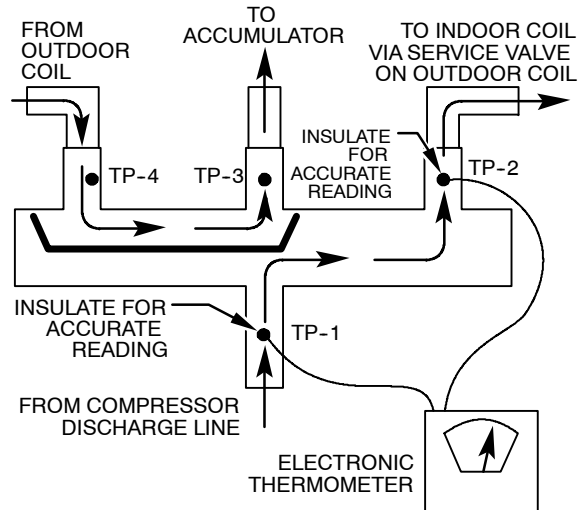 FROM
OUTDOOR
COIL
TO
ACCUMULATOR
TO INDOOR COIL
VIA SERVICE VALVE
ON OUTDOOR COIL
INSULATE
FOR
ACCURATE
READING
TP-4
TP-3
TP-2
INSULATE FOR
ACCURATE
READING
TP-1
FROM COMPRESSOR
DISCHARGE LINE
ELECTRONIC
THERMOMETER